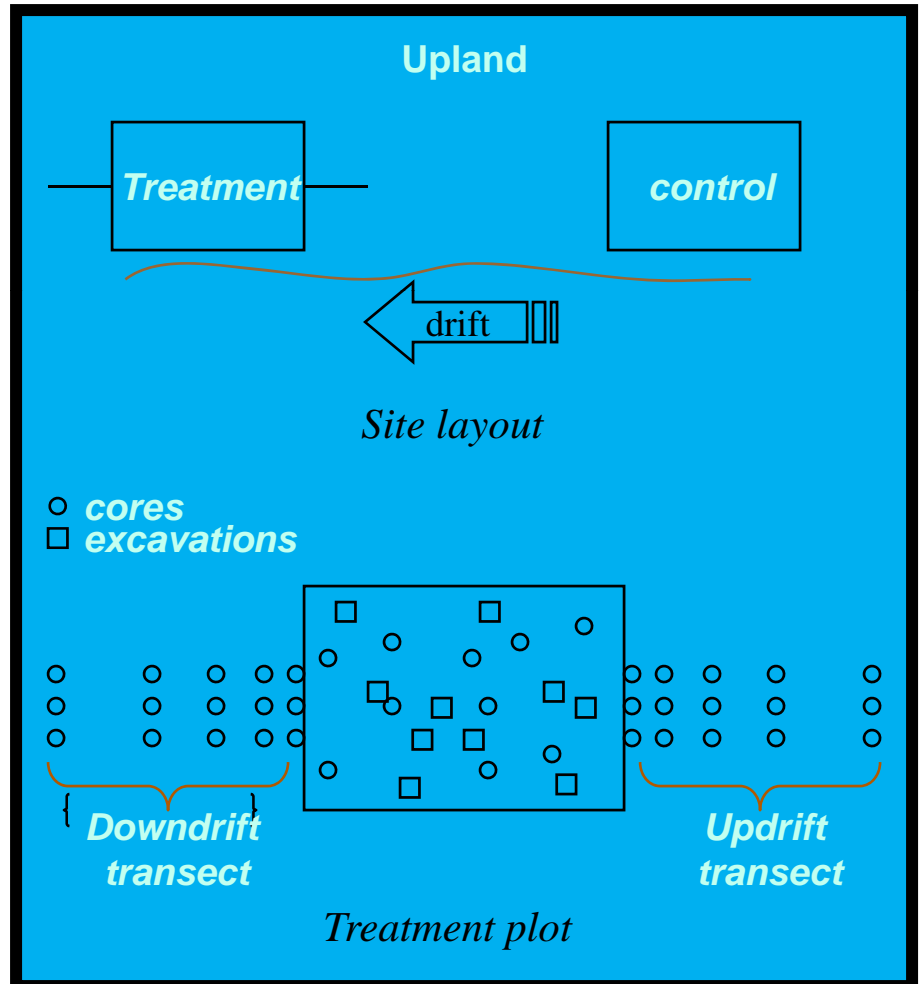 Upland
Treatment
control
drift
Site layout
cores
excavations
{ }
Downdrift
transect
Updrift
transect
Treatment plot